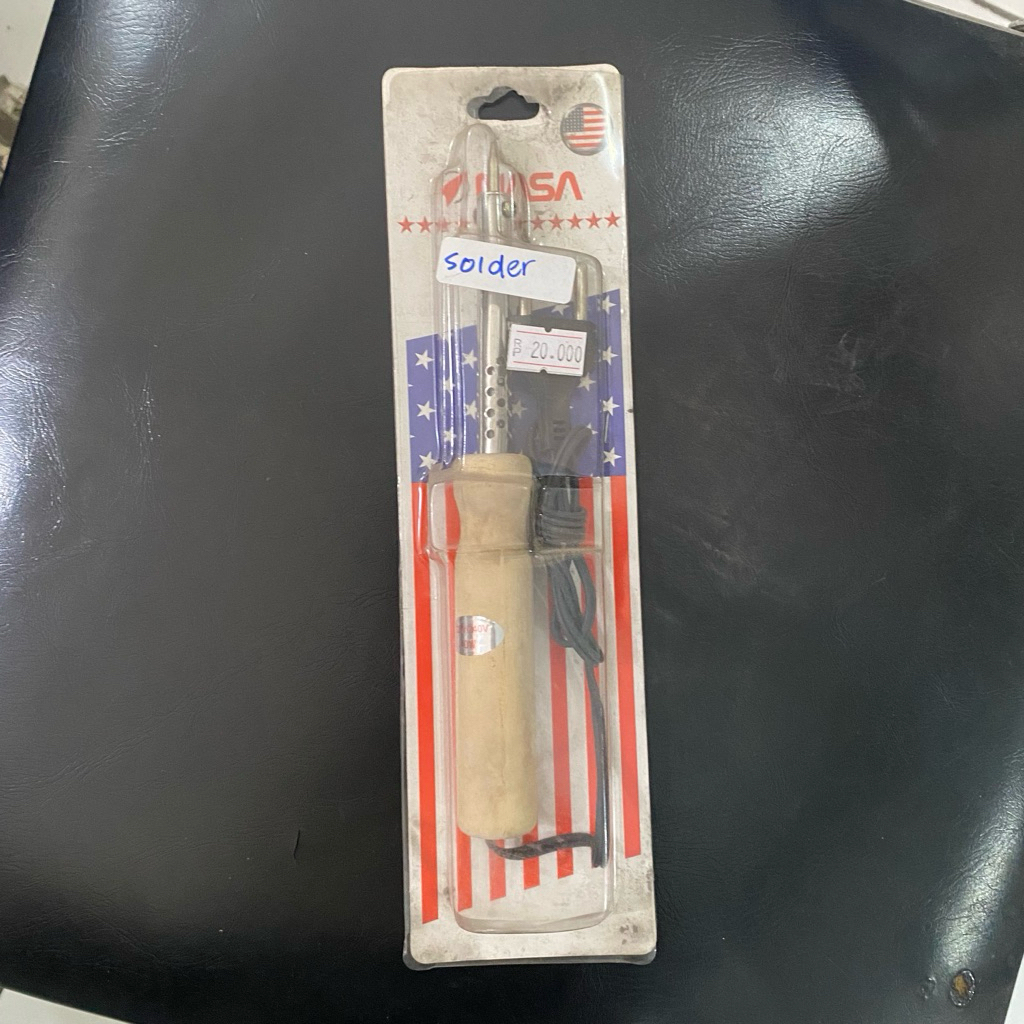 NASA
solder
RP 20.000